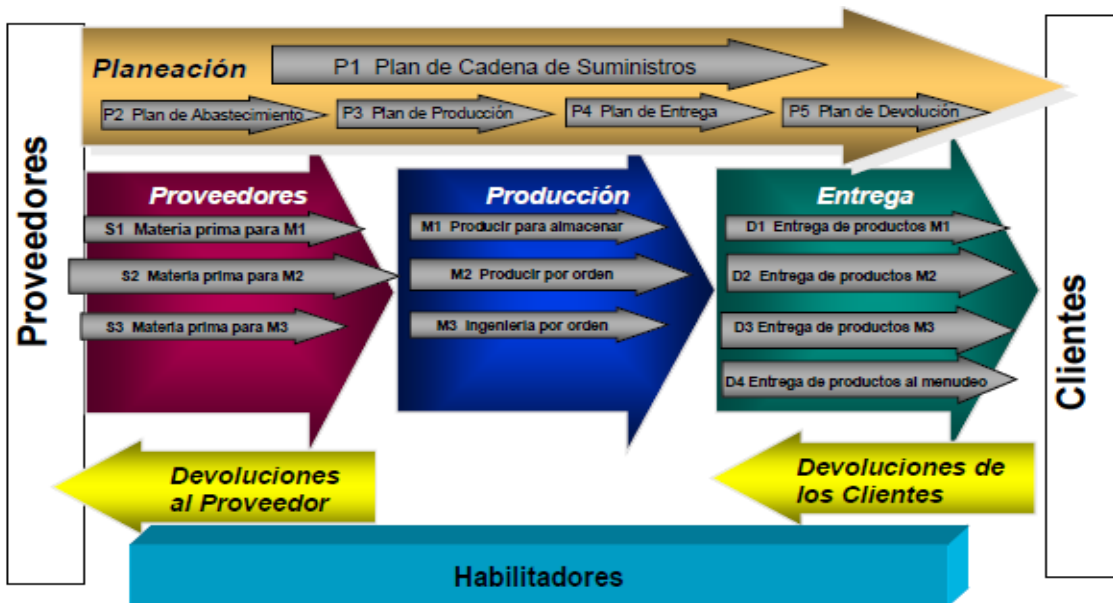 Proveedores
Planeación
P1 Plan de Cadena de Suministros
P2 Plan de Abastecimiento
P3 Plan de Producción
P4 Plan de Entrega
P5 Plan de Devolución
Proveedores
S1 Materia prima para M1
S2 Materia prima para M2
S3 Materia prima para M3
Producción
M1 Producir para almacenar
M2 Producir por orden
M3 Ingenieria por orden
Entrega
D1 Entrega de productos M1
D2 Entrega de productos M2
D3 Entrega de productos M3
D4 Entrega de productos al menudeo
Clientes
Devoluciones
al Proveedor
Devoluciones de
los Clientes
Habilitadores